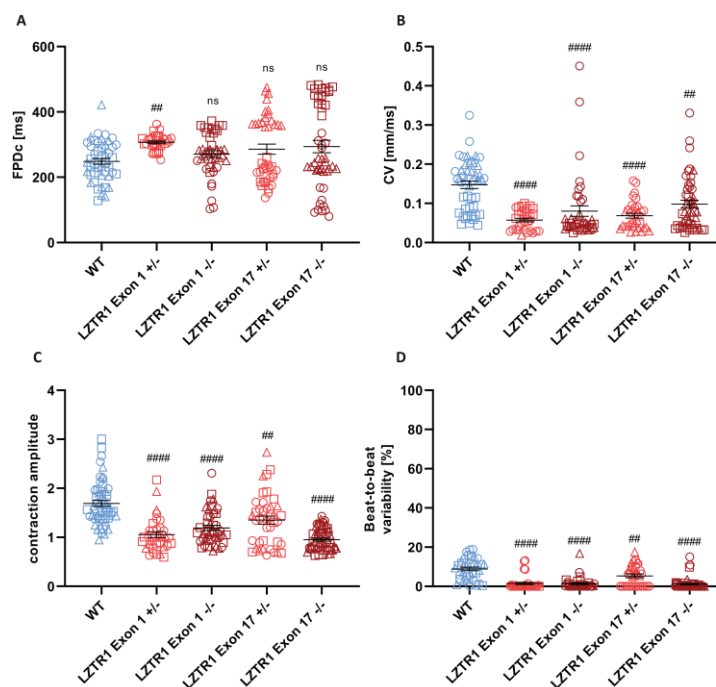 A
FPDc [ms]
600
400
200
0
##
ns
ns
ns
WT
LZTR1 Exon 1 +/-
LZTR1 Exon 1 -/-
LZTR1 Exon 17 +/-
LZTR1 Exon 17 -/-
B
CV [mm/ms]
0.5
0.4
0.3
0.2
0.1
0.0
####
####
####
##
WT
LZTR1 Exon 1 +/-
LZTR1 Exon 1 -/-
LZTR1 Exon 17 +/-
LZTR1 Exon 17 -/-
C
contraction amplitude
4
3
2
1
0
####
####
##
####
WT
LZTR1 Exon 1 +/-
LZTR1 Exon 1 -/-
LZTR1 Exon 17 +/-
LZTR1 Exon 17 -/-
D
Beat-to-beat
variability [%]
100
80
60
40
20
0
####
####
##
####
WT
LZTR1 Exon 1 +/-
LZTR1 Exon 1 -/-
LZTR1 Exon 17 +/-
LZTR1 Exon 17 -/-